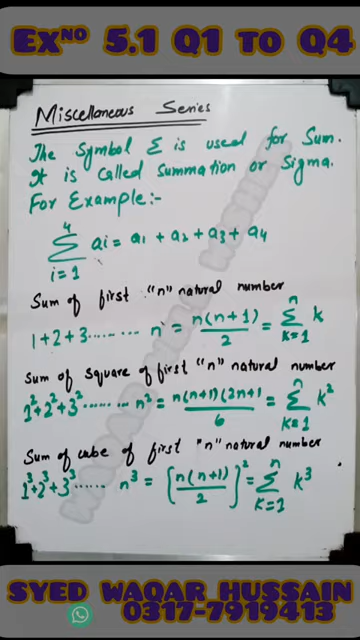 Ex№ 5.1 Q1 to Q4
Miscellaneous Series
The Symbol Σ is used for Sum.
It is called Summation or Sigma.
For Example:-
4
∑ ai = a1 + a2 + a3 + a4
i=1
Sum of first "n" natural number
1+2+3......... n = n(n+1)/2 = ∑ₖ₌₁ⁿ k
Sum of Square of first "n" natural number
1²+2²+3²........ n² = n(n+1)(2n+1/6 = ∑ₖ₌₁ⁿ k²
Sum of cube of first "n" natural number
1³+2³+3³...... n³ = [n(n+1)/2]² = ∑ₖ₌₁ⁿ k³
SYED WAQAR HUSSAIN
0317-7919413